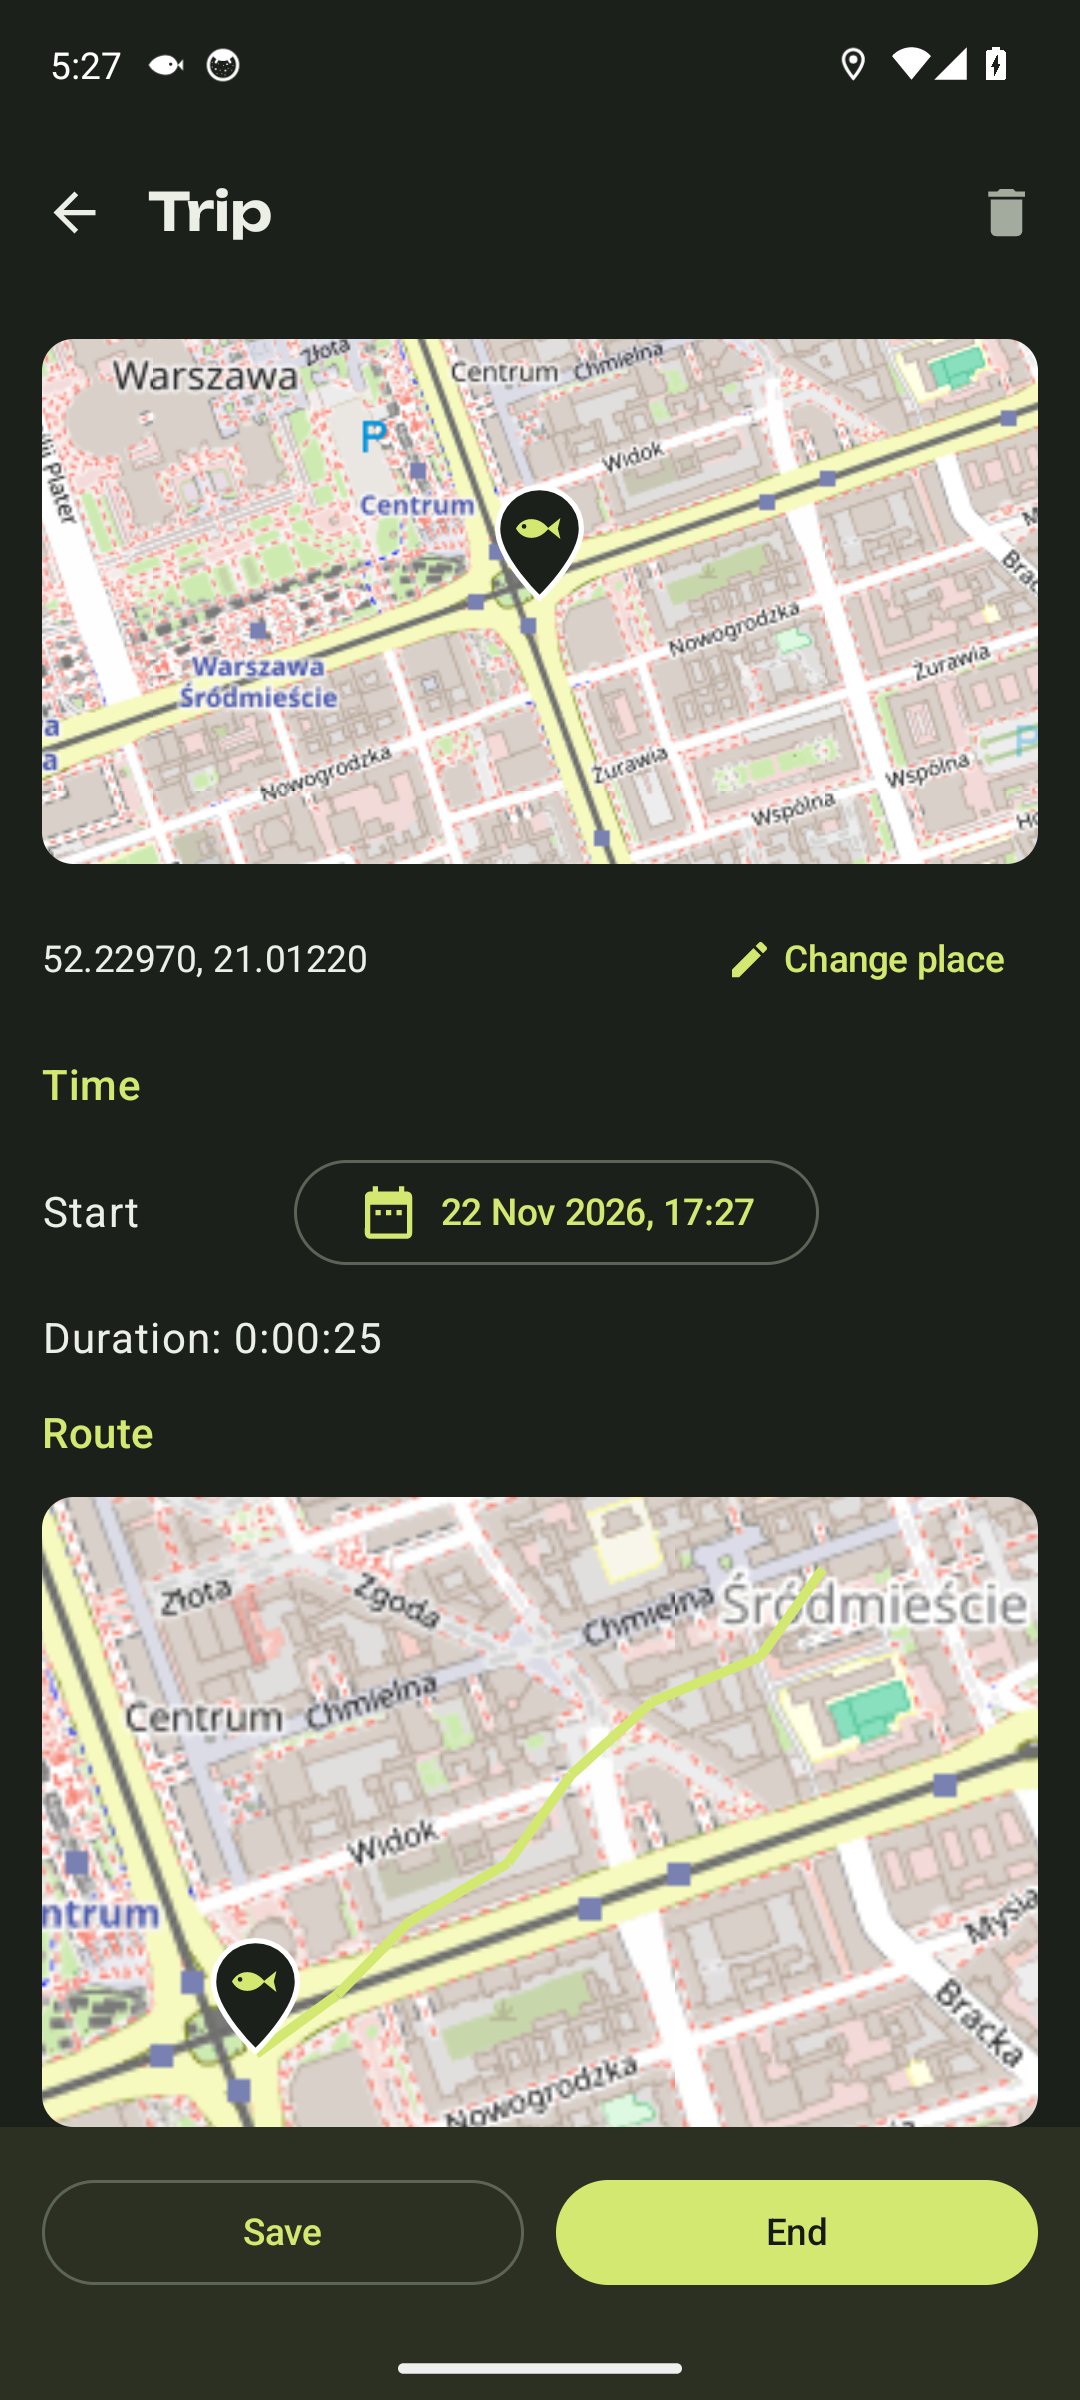 5:27
Trip
Złota
Centrum
Chmielna
Warszawa
Widok
P
Centrum
Nowogrodzka
Żurawia
Warszawa
Śródmieście
Nowogrodzka
Żurawia
Wspólna
Wspólna
52.22970, 21.01220
Change place
Time
Start
22 Nov 2026, 17:27
Duration: 0:00:25
Route
Złota
Zgoda
Chmielna
Śródmieście
Centrum
Chmielna
Widok
ntrum
Mysia
Bracka
Nowogrodzka
Save
End